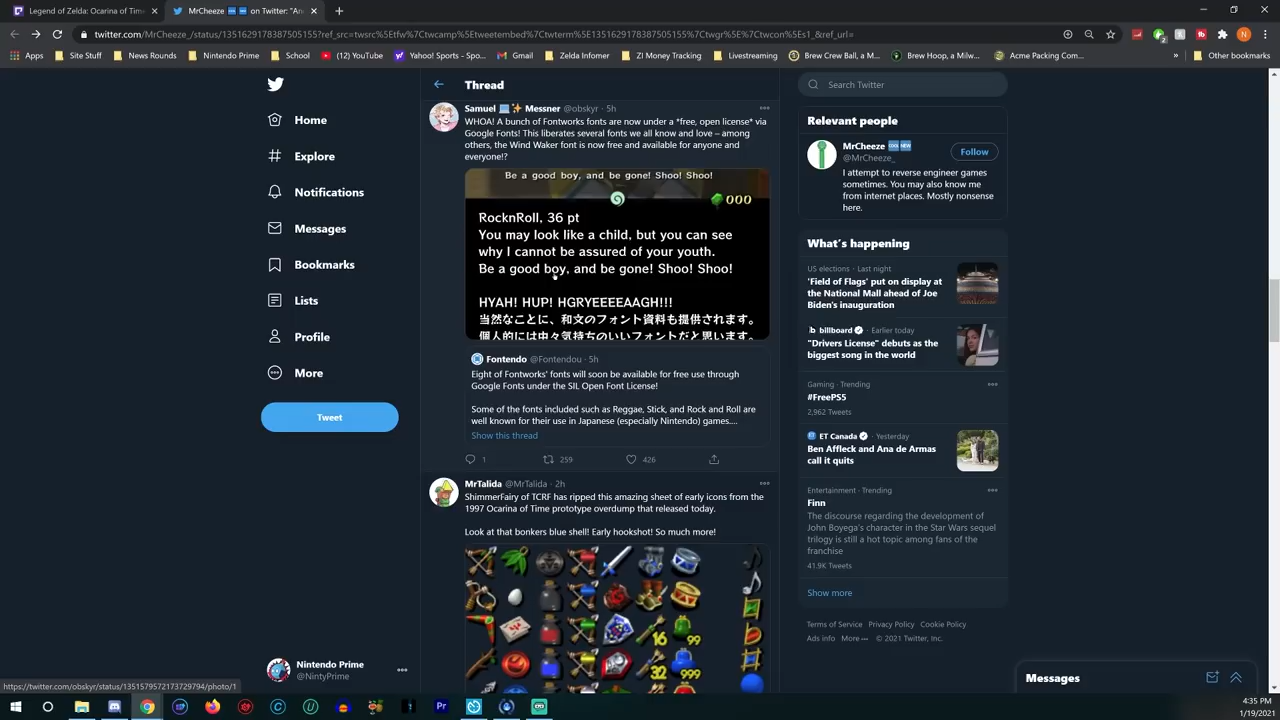 Legend of Zelda: Ocarina of Time
MrCheeze on Twitter: "An
twitter.com/MrCheeze_/status/1351629178387505155?ref_src=twsrc%5Etfw%7Ctwcamp%5Etweetembed%7Ctwterm%5E1351629178387505155%7Ctwgr%5E%7Ctwcon%5Es1_&ref_url=
Apps
Site Stuff
News Rounds
Nintendo Prime
School
(12) YouTube
Yahoo! Sports - Spo...
Gmail
Zelda Infomer
ZI Money Tracking
Livestreaming
Brew Crew Ball, a M...
Brew Hoop, a Milw...
Acme Packing Com...
»
Other bookmarks
Home
Explore
Notifications
Messages
Bookmarks
Lists
Profile
More
Tweet
Nintendo Prime
@NintyPrime
Thread
Samuel Messner @obskyr · 5h
WHOA! A bunch of Fontworks fonts are now under a *free, open license* via
Google Fonts! This liberates several fonts we all know and love – among
others, the Wind Waker font is now free and available for anyone and
everyone!?
Be a good boy, and be gone! Shoo! Shoo!
000
RocknRoll, 36 pt
You may look like a child, but you can see
why I cannot be assured of your youth.
Be a good boy, and be gone! Shoo! Shoo!
HYAH! HUP! HGRYEEEEAAGH!!!
当然なことに、和文のフォント資料も提供されます。
個人的には中々気持ちのいいフォントだと思います。
Fontendo @Fontendou · 5h
Eight of Fontworks' fonts will soon be available for free use through
Google Fonts under the SIL Open Font License!
Some of the fonts included such as Reggae, Stick, and Rock and Roll are
well known for their use in Japanese (especially Nintendo) games....
Show this thread
1
259
426
MrTalida @MrTalida · 2h
ShimmerFairy of TCRF has ripped this amazing sheet of early icons from the
1997 Ocarina of Time prototype overdump that released today.
Look at that bonkers blue shell! Early hookshot! So much more!
16
99
32
999
Search Twitter
Relevant people
MrCheeze COOL NEW
@MrCheeze_
Follow
I attempt to reverse engineer games
sometimes. You may also know me
from internet places. Mostly nonsense
here.
What's happening
US elections · Last night
'Field of Flags' put on display at
the National Mall ahead of Joe
Biden's inauguration
billboard · Earlier today
"Drivers License" debuts as the
biggest song in the world
Gaming · Trending
#FreePS5
2,962 Tweets
ET Canada · Yesterday
Ben Affleck and Ana de Armas
call it quits
Entertainment · Trending
Finn
The discourse regarding the development of
John Boyega's character in the Star Wars sequel
trilogy is still a hot topic among fans of the
franchise
41.9K Tweets
Show more
Terms of Service Privacy Policy Cookie Policy
Ads info More ··· © 2021 Twitter, Inc.
Messages
https://twitter.com/obskyr/status/1351579572173729794/photo/1
4:35 PM
1/19/2021